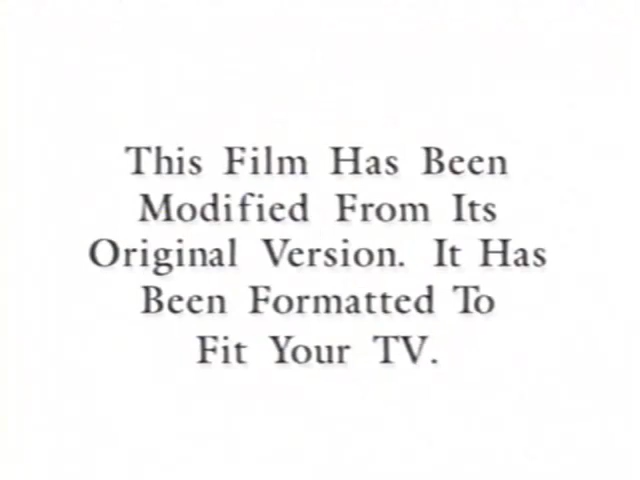 This Film Has Been
Modified From Its
Original Version. It Has
Been Formatted To
Fit Your TV.